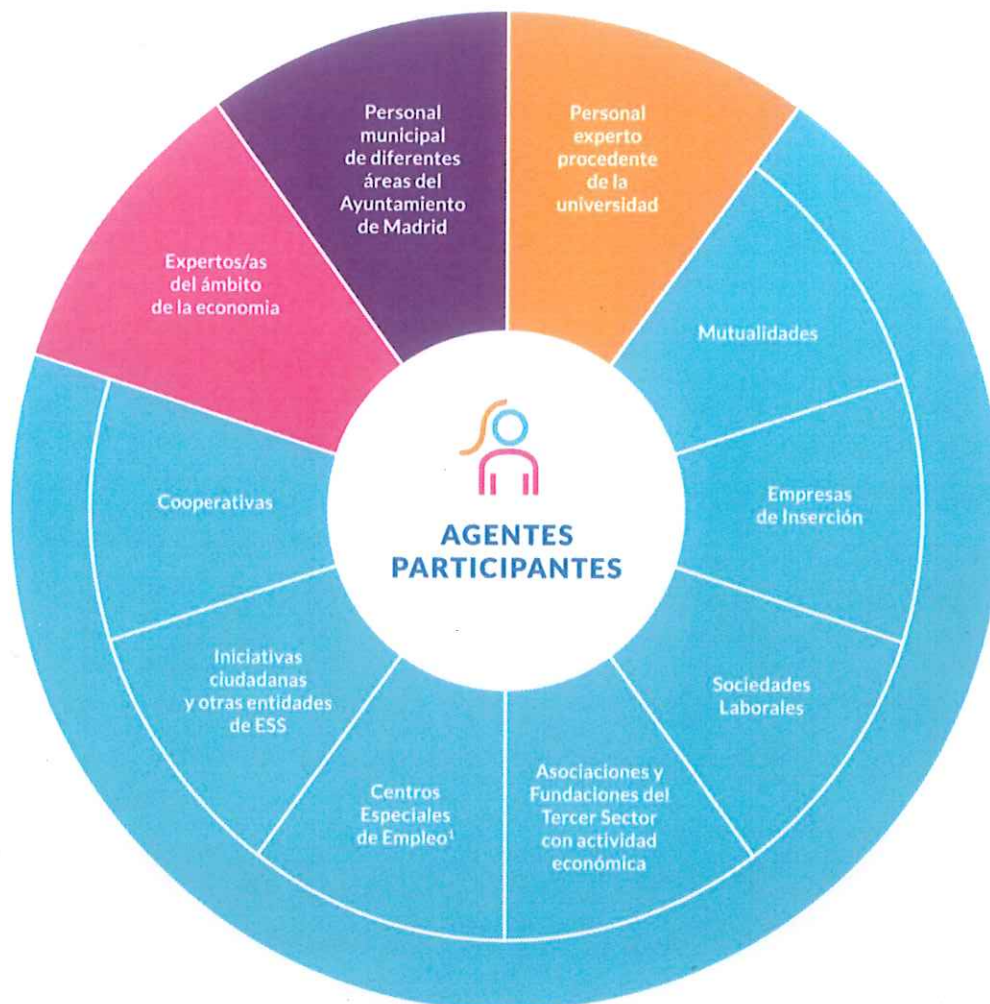 Personal
municipal
de diferentes
áreas del
Ayuntamiento
de Madrid
Personal
experto
procedente
de la
universidad
Expertos/as
del ámbito
de la economia
Mutualidades
Cooperativas
Empresas
de Inserción
AGENTES
PARTICIPANTES
Iniciativas
ciudadanas
y otras entidades
de ESS
Sociedades
Laborales
Centros
Especiales
de Empleo¹
Asociaciones y
Fundaciones del
Tercer Sector
con actividad
económica